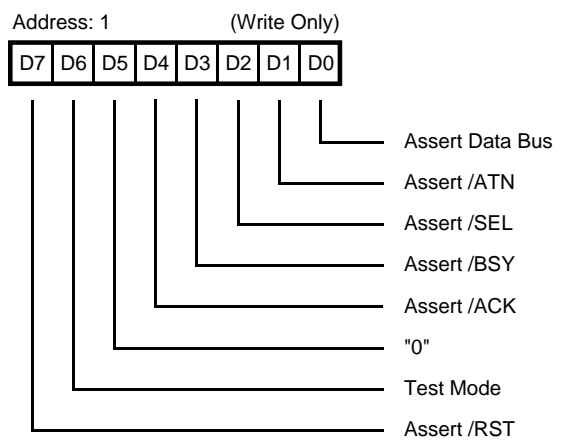 Address: 1 (Write Only)
D7 D6 D5 D4 D3 D2 D1 D0
Assert Data Bus
Assert /ATN
Assert /SEL
Assert /BSY
Assert /ACK
"0"
Test Mode
Assert /RST